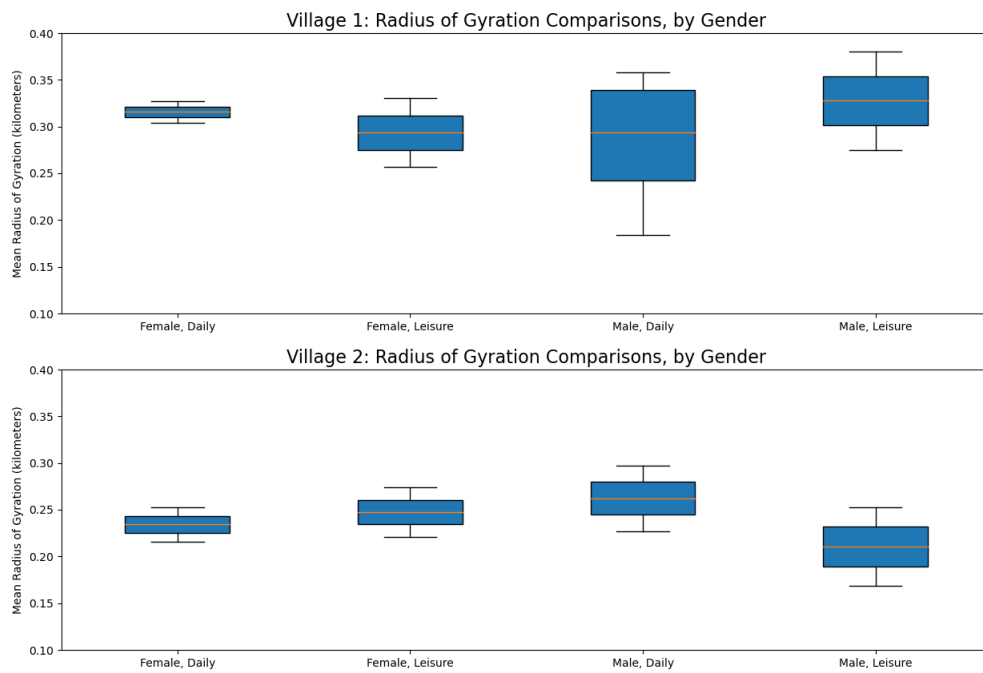 Village 1: Radius of Gyration Comparisons, by Gender
Mean Radius of Gyration (kilometers)
0.40
0.35
0.30
0.25
0.20
0.15
0.10
Female, Daily
Female, Leisure
Male, Daily
Male, Leisure
Village 2: Radius of Gyration Comparisons, by Gender
Mean Radius of Gyration (kilometers)
0.40
0.35
0.30
0.25
0.20
0.15
0.10
Female, Daily
Female, Leisure
Male, Daily
Male, Leisure